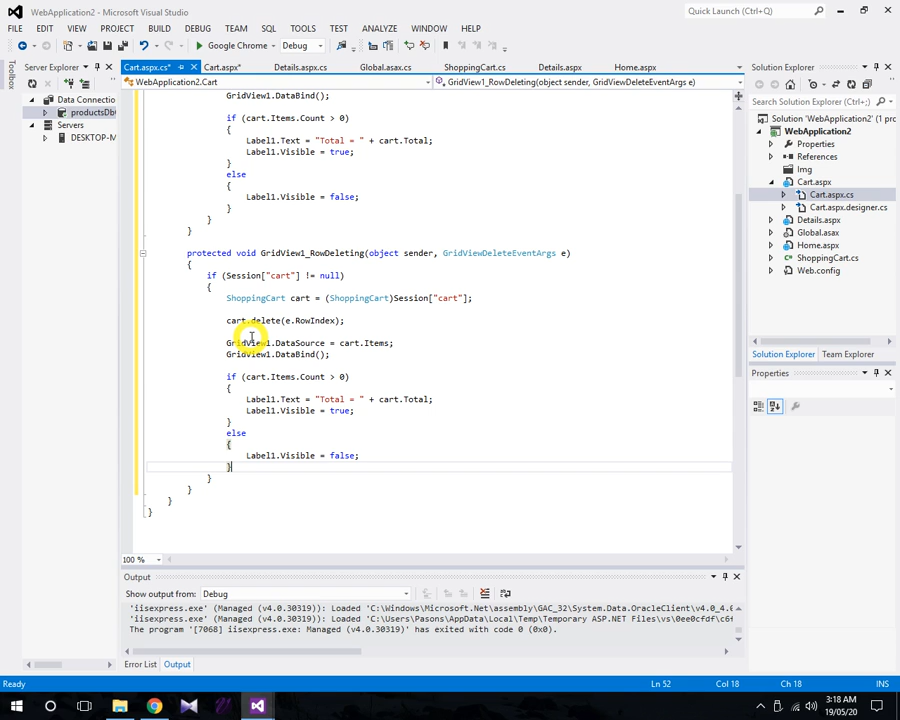 WebApplication2 - Microsoft Visual Studio
Quick Launch (Ctrl+;)
FILE EDIT VIEW PROJECT BUILD DEBUG TEAM SQL TOOLS TEST ANALYZE WINDOW HELP
Google Chrome Debug
Server Explorer
Cart.aspx.cs* Cart.aspx* Details.aspx.cs Global.asax.cs ShoppingCart.cs Details.aspx Home.aspx
Solution Explorer
WebApplication2.Cart
GridView1_RowDeleting(object sender, GridViewDeleteEventArgs e)
Toolbox
Data Connection
productsDb
Servers
DESKTOP-M
GridView1.DataBind();
if (cart.Items.Count > 0)
{
Label1.Text = "Total = " + cart.Total;
Label1.Visible = true;
}
else
{
Label1.Visible = false;
}
}
}
protected void GridView1_RowDeleting(object sender, GridViewDeleteEventArgs e)
{
if (Session["cart"] != null)
{
ShoppingCart cart = (ShoppingCart)Session["cart"];
cart.delete(e.RowIndex);
GridView1.DataSource = cart.Items;
GridView1.DataBind();
if (cart.Items.Count > 0)
{
Label1.Text = "Total = " + cart.Total;
Label1.Visible = true;
}
else
{
Label1.Visible = false;
}
}
}
}
}
100 %
Search Solution Explorer (Ctrl+;)
Solution 'WebApplication2' (1 proj
WebApplication2
Properties
References
Img
Cart.aspx
Cart.aspx.cs
Cart.aspx.designer.cs
Details.aspx
Global.asax
Home.aspx
ShoppingCart.cs
Web.config
Solution Explorer Team Explorer
Properties
Output
Show output from: Debug
'iisexpress.exe' (Managed (v4.0.30319)): Loaded 'C:\Windows\Microsoft.Net\assembly\GAC_32\System.Data.OracleClient\v4.0_4.0
'iisexpress.exe' (Managed (v4.0.30319)): Loaded 'C:\Users\Pasons\AppData\Local\Temp\Temporary ASP.NET Files\vs\0ee0cfdf\c6f
The program '[7068] iisexpress.exe: Managed (v4.0.30319)' has exited with code 0 (0x0).
Error List Output
Ready
Ln 52 Col 18 Ch 18 INS
3:18 AM
19/05/20